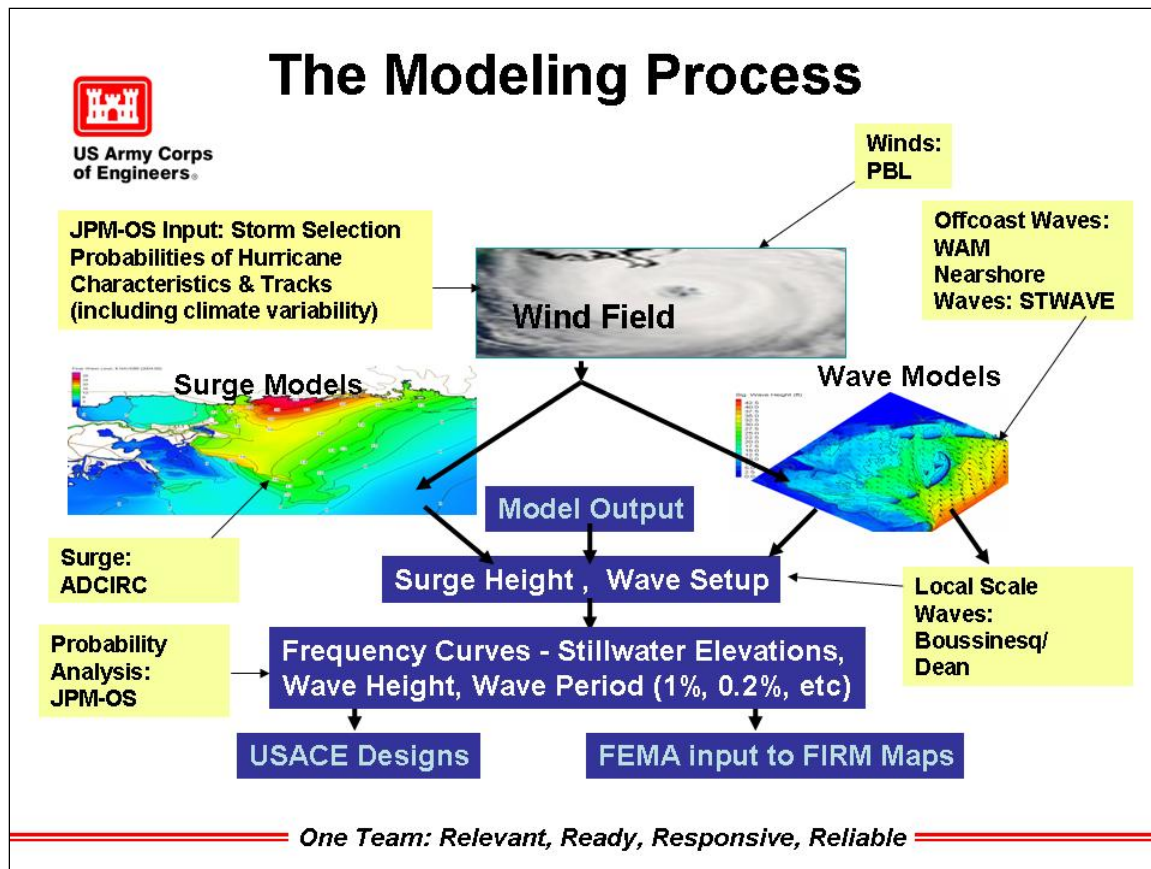 The Modeling Process
US Army Corps
of Engineers®
Winds:
PBL
JPM-OS Input: Storm Selection
Probabilities of Hurricane
Characteristics & Tracks
(including climate variability)
Offcoast Waves:
WAM
Nearshore
Waves: STWAVE
Wind Field
Surge Models
Wave Models
Sig. Wave Height (ft)
Model Output
Surge:
ADCIRC
Surge Height , Wave Setup
Local Scale
Waves:
Boussinesq/
Dean
Probability
Analysis:
JPM-OS
Frequency Curves - Stillwater Elevations,
Wave Height, Wave Period (1%, 0.2%, etc)
USACE Designs
FEMA input to FIRM Maps
One Team: Relevant, Ready, Responsive, Reliable